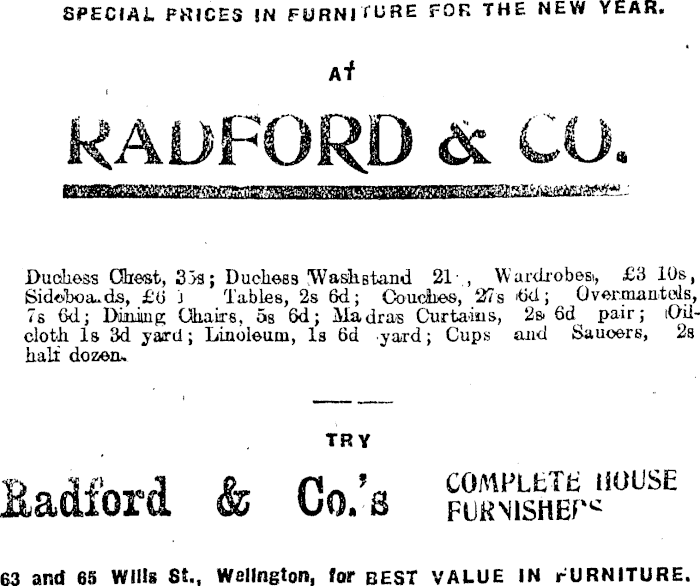 SPECIAL PRICES IN FURNITURE FOR THE NEW YEAR.
AT
RADFORD & CO.
Duchess Chest, 35s; Duchess Washstand 21 , Wardrobes, £3 10s,
Sideboards, £6 Tables, 2s 6d; Couches, 27s 6d; Overmantels,
7s 6d; Dining Chairs, 5s 6d; Madras Curtains, 2s 6d pair; Oil-
cloth 1s 3d yard; Linoleum, 1s 6d yard; Cups and Saucers, 2s
half dozen.
TRY
Radford & Co.'s COMPLETE HOUSE
FURNISHERS
63 and 65 Willis St., Wellington, for BEST VALUE IN FURNITURE.